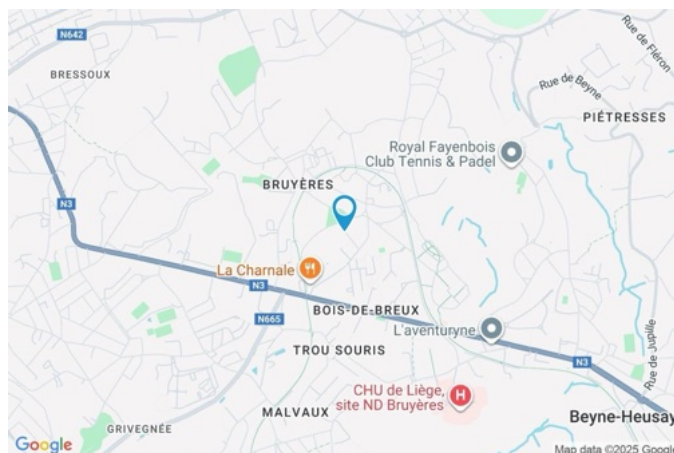 N642
BRESSOUX
Rue de Fléron
Rue de Beyne
PIÉTRESSES
Royal Fayenbois
Club Tennis & Padel
BRUYÈRES
N3
La Charnale
N3
BOIS-DE-BREUX
N665
L'aventuryne
TROU SOURIS
N3
Rue de Jupille
CHU de Liège,
site ND Bruyères
H
MALVAUX
Beyne-Heusay
GRIVEGNÉE
Google
Map data ©2025 Google